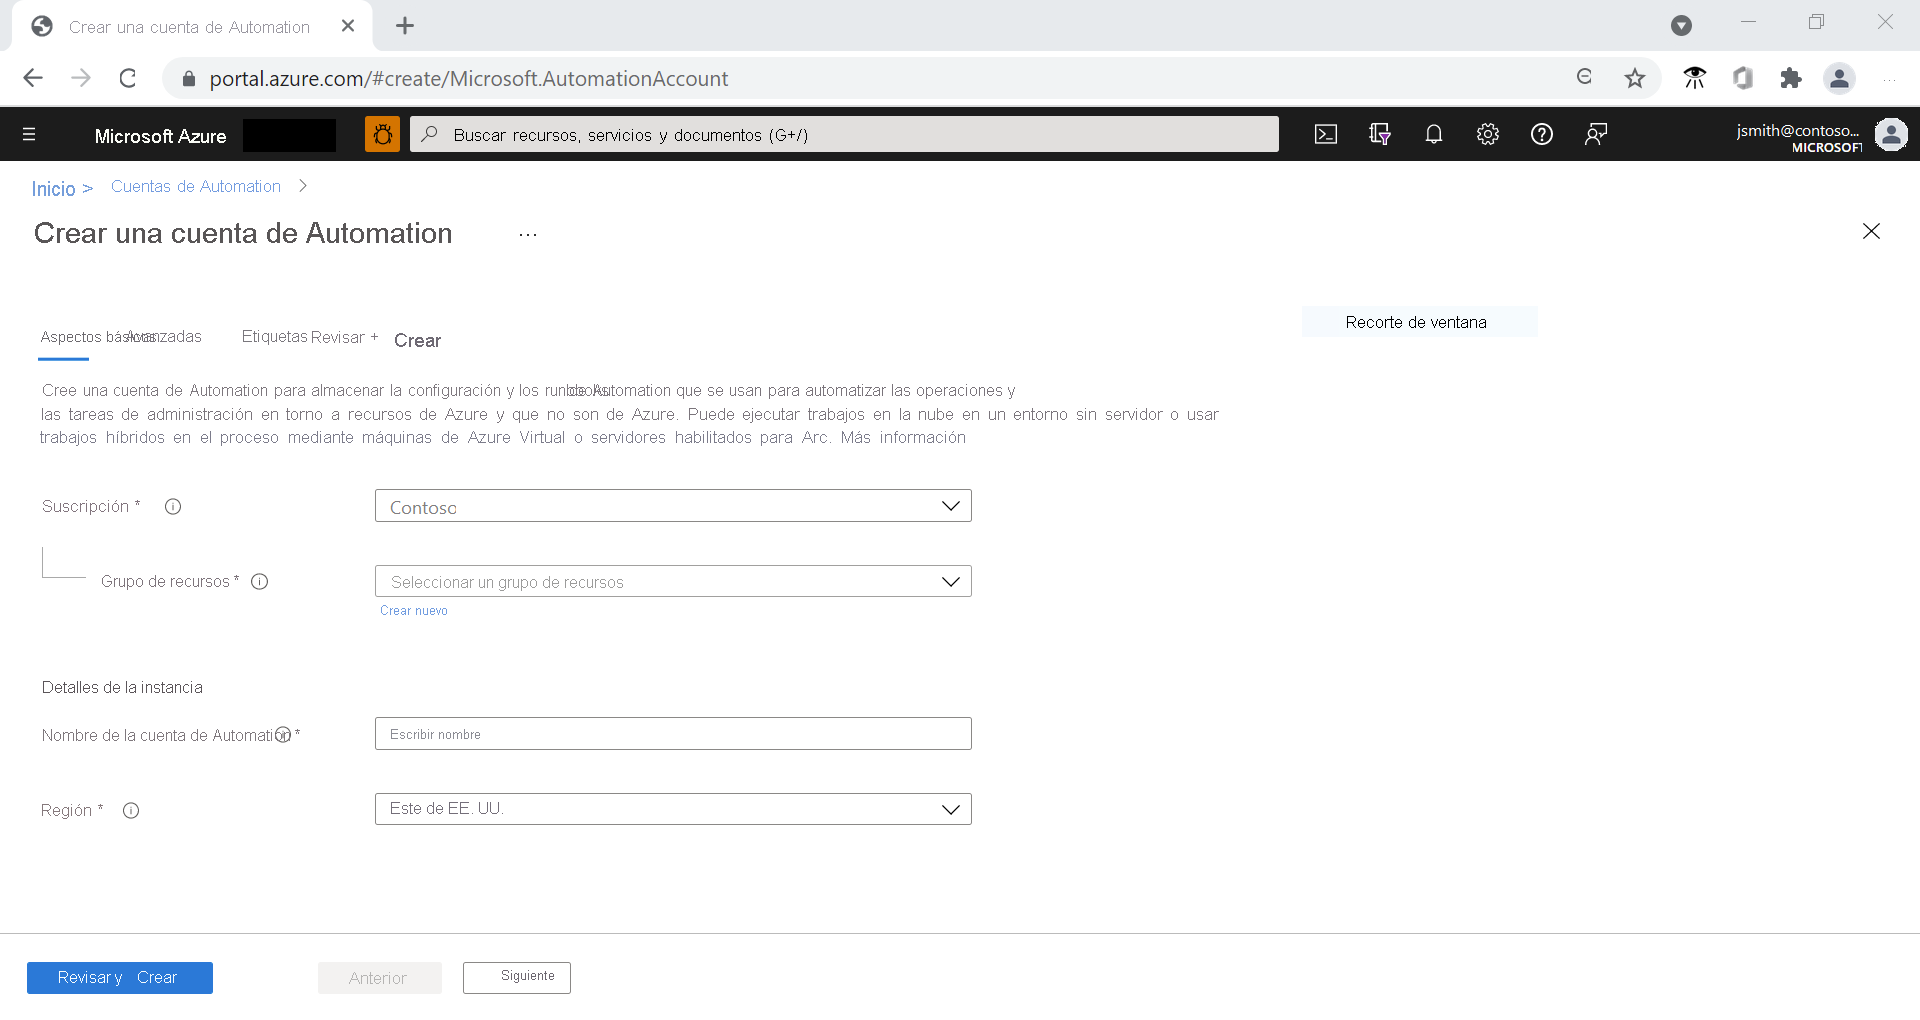 Crear una cuenta de Automation
portal.azure.com/#create/Microsoft.AutomationAccount
Microsoft Azure
Buscar recursos, servicios y documentos (G+/)
jsmith@contoso...
MICROSOFT
Inicio >
Cuentas de Automation
Crear una cuenta de Automation
...
Recorte de ventana
Aspectos básicos
Avanzadas
Etiquetas
Revisar +
Crear
Cree una cuenta de Automation para almacenar la configuración y los runbooks de Automation que se usan para automatizar las operaciones y
las tareas de administración en torno a recursos de Azure y que no son de Azure. Puede ejecutar trabajos en la nube en un entorno sin servidor o usar
trabajos híbridos en el proceso mediante máquinas de Azure Virtual o servidores habilitados para Arc. Más información
Suscripción *
Contoso
Grupo de recursos *
Seleccionar un grupo de recursos
Crear nuevo
Detalles de la instancia
Nombre de la cuenta de Automation *
Escribir nombre
Región *
Este de EE. UU.
Revisar y Crear
Anterior
Siguiente